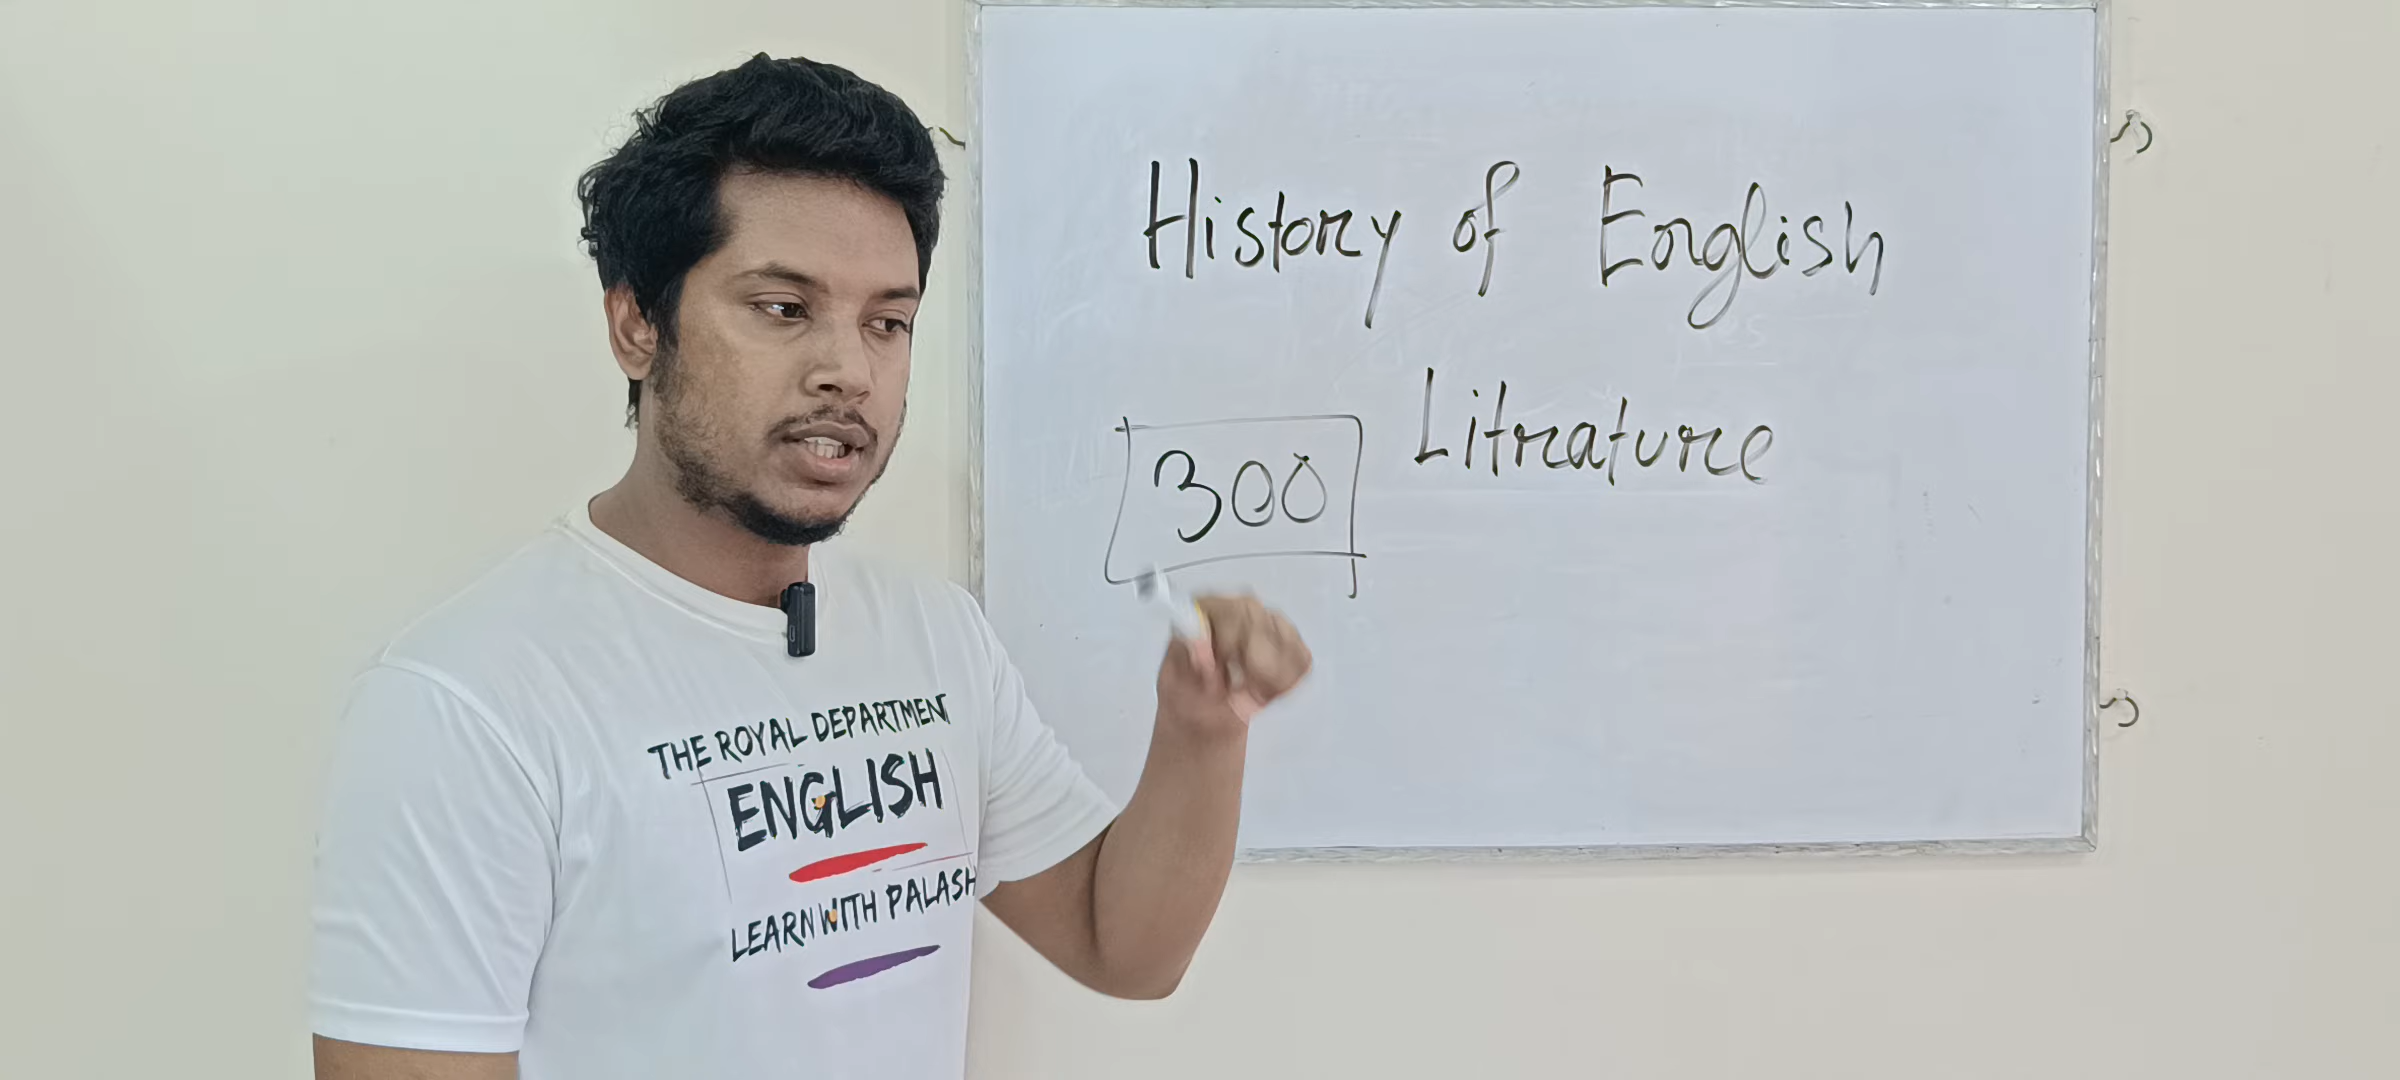 History of English
Litrature
300
THE ROYAL DEPARTMENT
ENGLISH
LEARN WITH PALASH